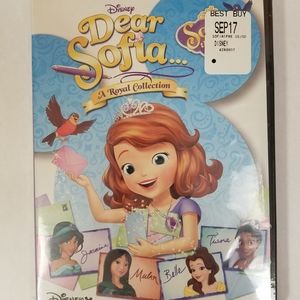 Disney
Dear
Sofia...
A Royal Collection
BEST BUY
SEP17
DISNEY
Jasmine
Mulan
Belle
Tiana